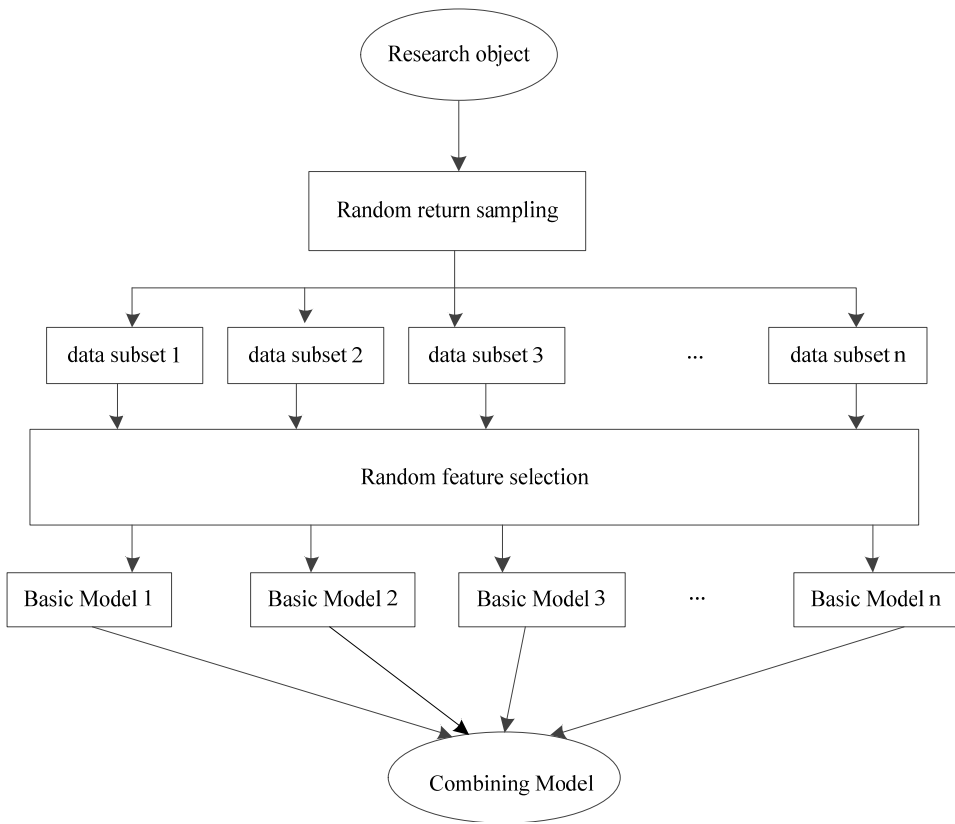 Research object
Random return sampling
data subset 1
data subset 2
data subset 3
...
data subset n
Random feature selection
Basic Model 1
Basic Model 2
Basic Model 3
...
Basic Model n
Combining Model